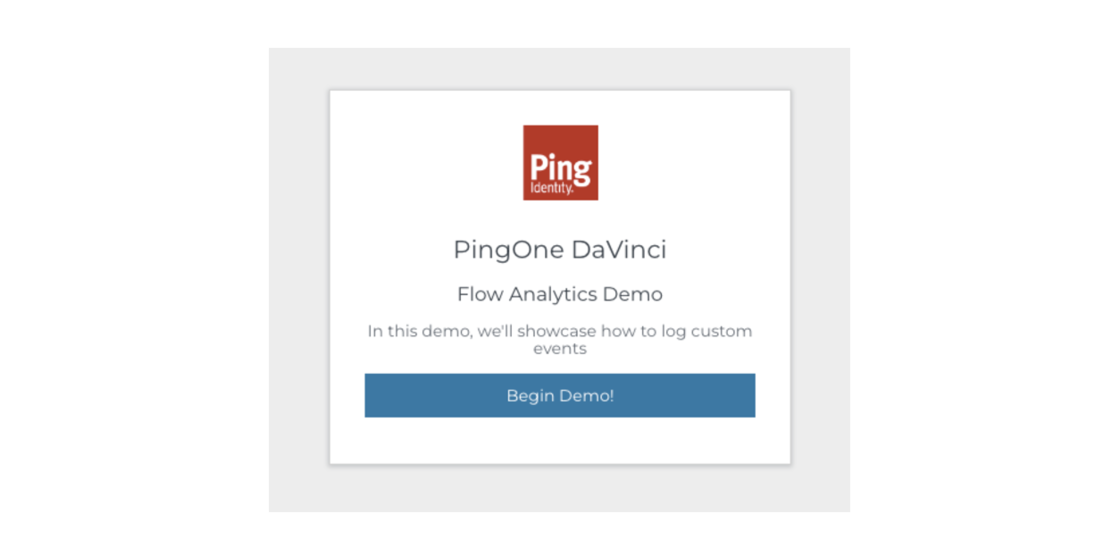 Ping
Identity.
PingOne DaVinci
Flow Analytics Demo
In this demo, we'll showcase how to log custom
events
Begin Demo!